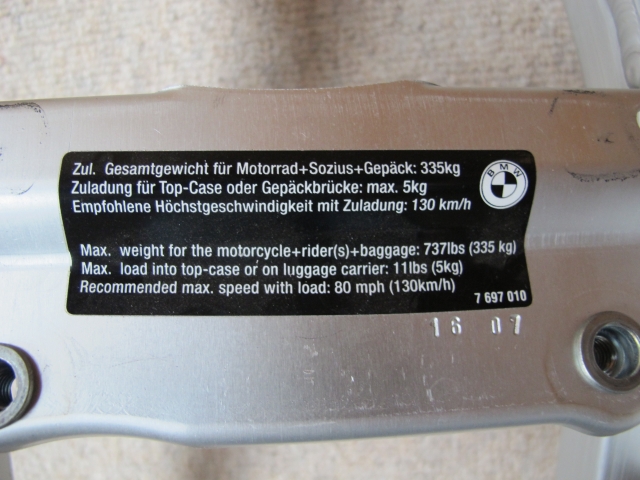 Zul. Gesamtgewicht für Motorrad+Sozius+Gepäck: 335kg
Zuladung für Top-Case oder Gepäckbrücke: max. 5kg
Empfohlene Höchstgeschwindigkeit mit Zuladung: 130 km/h
BMW
Max. weight for the motorcycle+rider(s)+baggage: 737lbs (335 kg)
Max. load into top-case or on luggage carrier: 11lbs (5kg)
Recommended max. speed with load: 80 mph (130km/h)
7 697 010
16 07